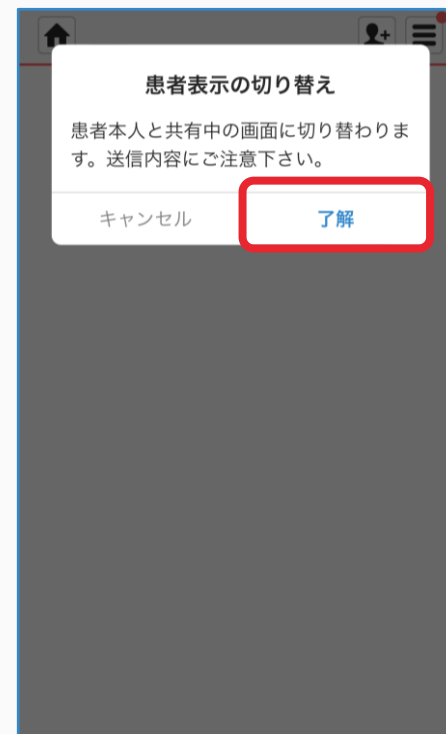 患者表示の切り替え
患者本人と共有中の画面に切り替わりま
す。送信内容にご注意下さい。
キャンセル
了解